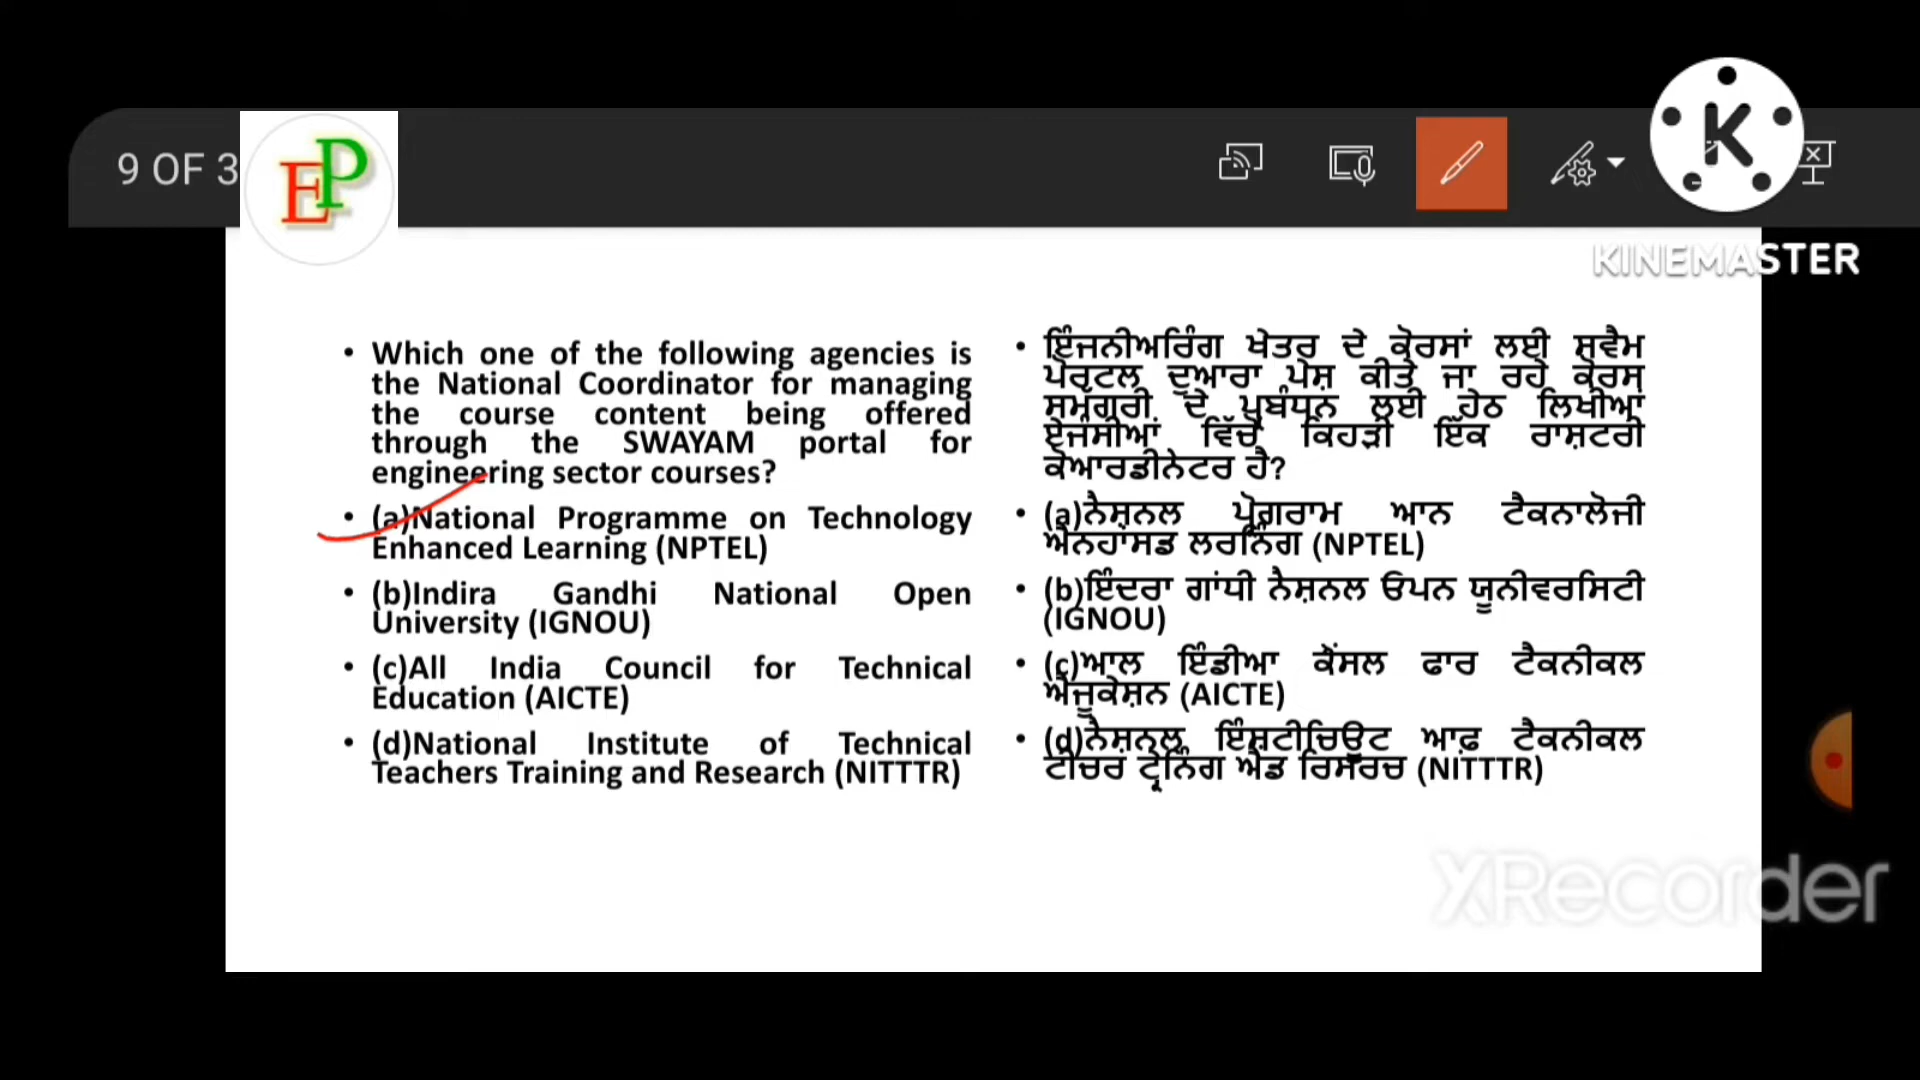 9 OF 3
EP
K
KINEMASTER
• Which one of the following agencies is
the National Coordinator for managing
the course content being offered
through the SWAYAM portal for
engineering sector courses?
• (a)National Programme on Technology
Enhanced Learning (NPTEL)
• (b)Indira Gandhi National Open
University (IGNOU)
• (c)All India Council for Technical
Education (AICTE)
• (d)National Institute of Technical
Teachers Training and Research (NITTTR)
• ਇੰਜਨੀਅਰਿੰਗ ਖੇਤਰ ਦੇ ਕੋਰਸਾਂ ਲਈ ਸਵੈਮ
ਪੋਰਟਲ ਦੁਆਰਾ ਪੇਸ਼ ਕੀਤੇ ਜਾ ਰਹੇ ਕੋਰਸ
ਸਮੱਗਰੀ ਦੇ ਪ੍ਰਬੰਧਨ ਲਈ ਹੇਠ ਲਿਖੀਆਂ
ਏਜੰਸੀਆਂ ਵਿੱਚੋਂ ਕਿਹੜੀ ਇੱਕ ਰਾਸ਼ਟਰੀ
ਕੋਆਰਡੀਨੇਟਰ ਹੈ?
• (a)ਨੈਸ਼ਨਲ ਪ੍ਰੋਗਰਾਮ ਆਨ ਟੈਕਨਾਲੋਜੀ
ਐਨਹਾਂਸਡ ਲਰਨਿੰਗ (NPTEL)
• (b)ਇੰਦਰਾ ਗਾਂਧੀ ਨੈਸ਼ਨਲ ਓਪਨ ਯੂਨੀਵਰਸਿਟੀ
(IGNOU)
• (c)ਆਲ ਇੰਡੀਆ ਕੌਂਸਲ ਫਾਰ ਟੈਕਨੀਕਲ
ਐਜੂਕੇਸ਼ਨ (AICTE)
• (d)ਨੈਸ਼ਨਲ ਇੰਸ਼ਟੀਚਿਊਟ ਆਫ਼ ਟੈਕਨੀਕਲ
ਟੀਚਰ ਟ੍ਰੇਨਿੰਗ ਐਂਡ ਰਿਸਰਚ (NITTTR)
XRecorder